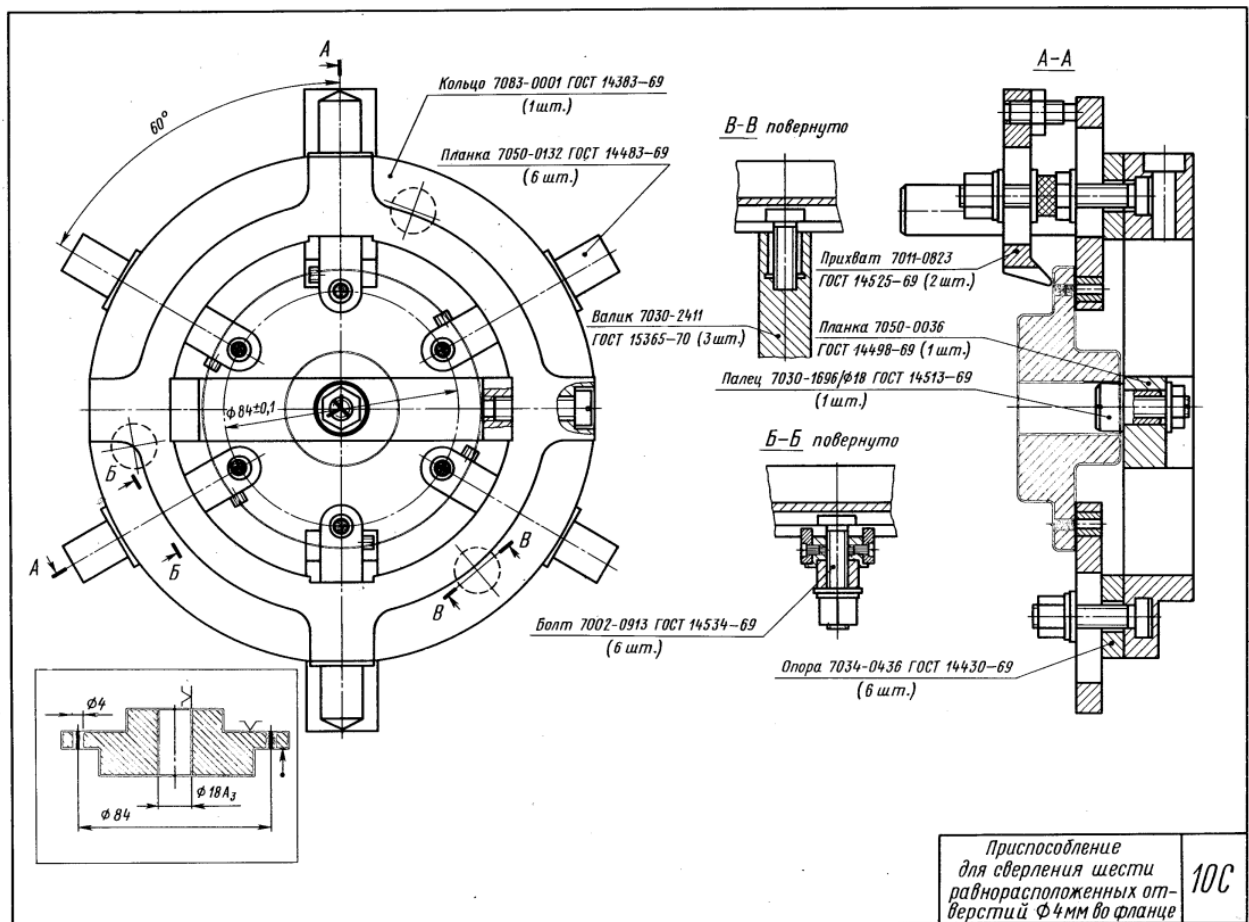 А
А-А
Кольцо 7083-0001 ГОСТ 14383-69
(1шт.)
60°
В-В повернуто
Планка 7050-0132 ГОСТ 14483-69
(6 шт.)
Прихват 7011-0823
ГОСТ 14525-69 (2шт.)
Валик 7030-2411
ГОСТ 15365-70 (3шт.)
Планка 7050-0036
ГОСТ 14498-69 (1шт.)
Палец 7030-1696/ф18 ГОСТ 14513-69
(1шт.)
ф84±0,1
Б-Б повернуто
Б
Б
А
В
В
Болт 7002-0913 ГОСТ 14534-69
(6 шт.)
Опора 7034-0436 ГОСТ 14430-69
(6 шт.)
ф4
ф18А₃
ф84
Приспособление
для сверления шести
равнорасположенных от-
верстий ф4мм во фланце
10С